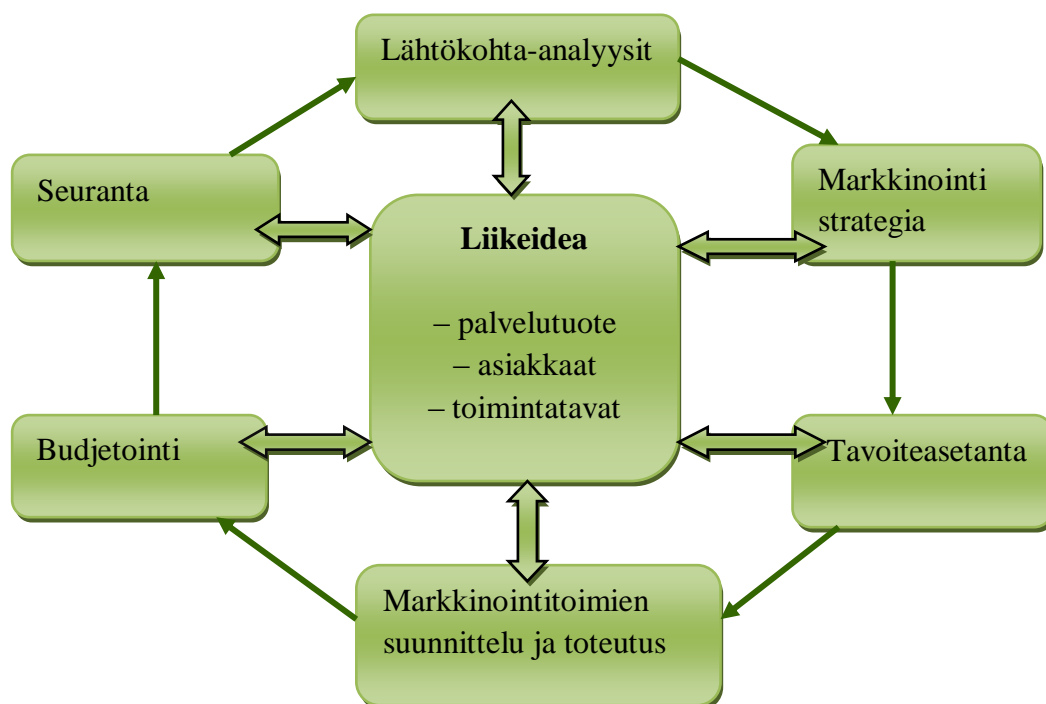 Lähtökohta-analyysit
Markkinointi
strategia
Tavoiteasetanta
Markkinointitoimien
suunnittelu ja toteutus
Budjetointi
Seuranta
Liikeidea
– palvelutuote
– asiakkaat
– toimintatavat